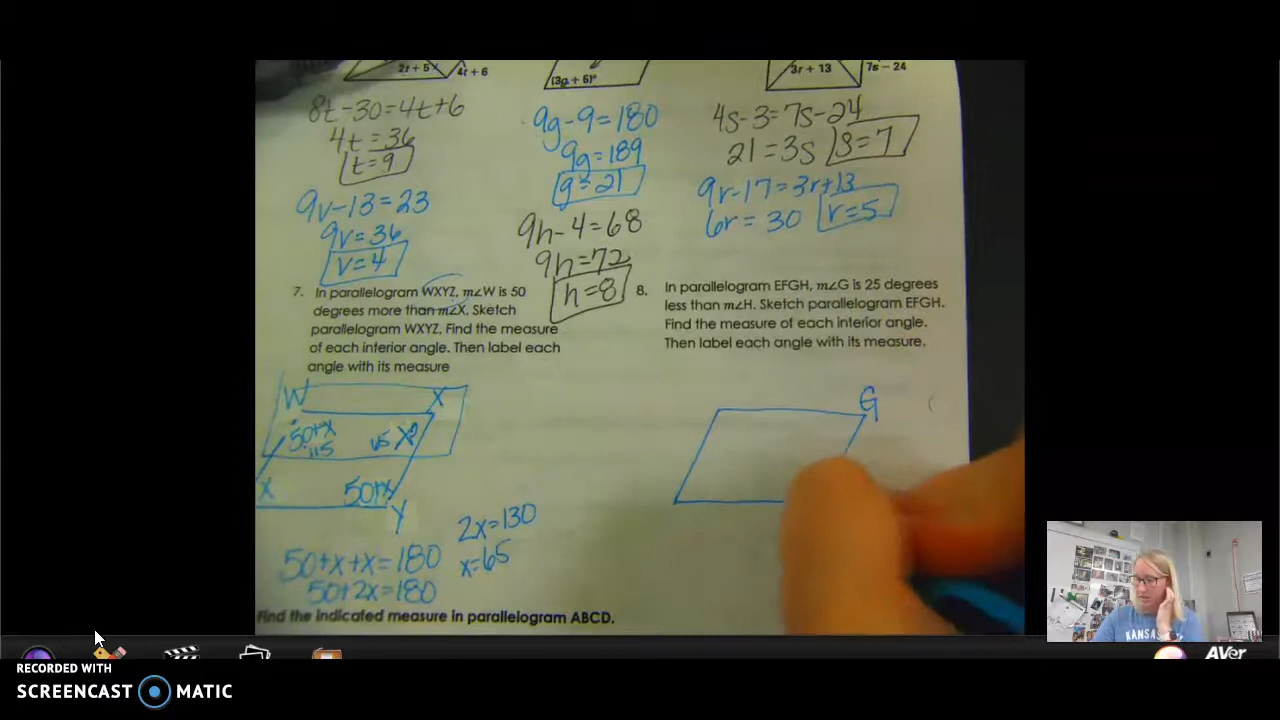 2t + 5
4t + 6
(3g + 6)°
3r + 13
7s - 24
8t - 30 = 4t + 6
4t = 36
t = 9
9v - 13 = 23
9v = 36
v = 4
9g - 9 = 180
9g = 189
g = 21
9h - 4 = 68
9h = 72
h = 8
4s - 3 = 7s - 24
21 = 3s s = 7
9r - 17 = 3r + 13
6r = 30 r = 5
7. In parallelogram WXYZ, m∠W is 50
degrees more than m∠X. Sketch
parallelogram WXYZ. Find the measure
of each interior angle. Then label each
angle with its measure
8. In parallelogram EFGH, m∠G is 25 degrees
less than m∠H. Sketch parallelogram EFGH.
Find the measure of each interior angle.
Then label each angle with its measure.
W X
50+x
115
65 X°
X 50+x
Y
50+x+x=180
50+2x=180
2x=130
x=65
G
Find the indicated measure in parallelogram ABCD.
KANSAS
RECORDED WITH
SCREENCAST MATIC
AVer